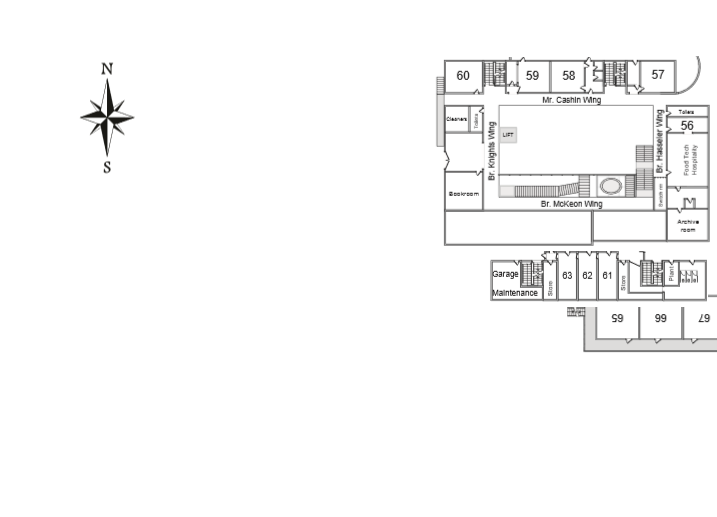 N
S
60
59
58
57
Mr. Cashin Wing
Cleaners
Toilets
Br. Knights Wing
LIFT
Br. Hasseler Wing
Toilets
56
Food Tech
Hospitality
Bookroom
Br. McKeon Wing
Archive
room
Garage
Maintenance
Store
63
62
61
Store
Plant
65
66
67